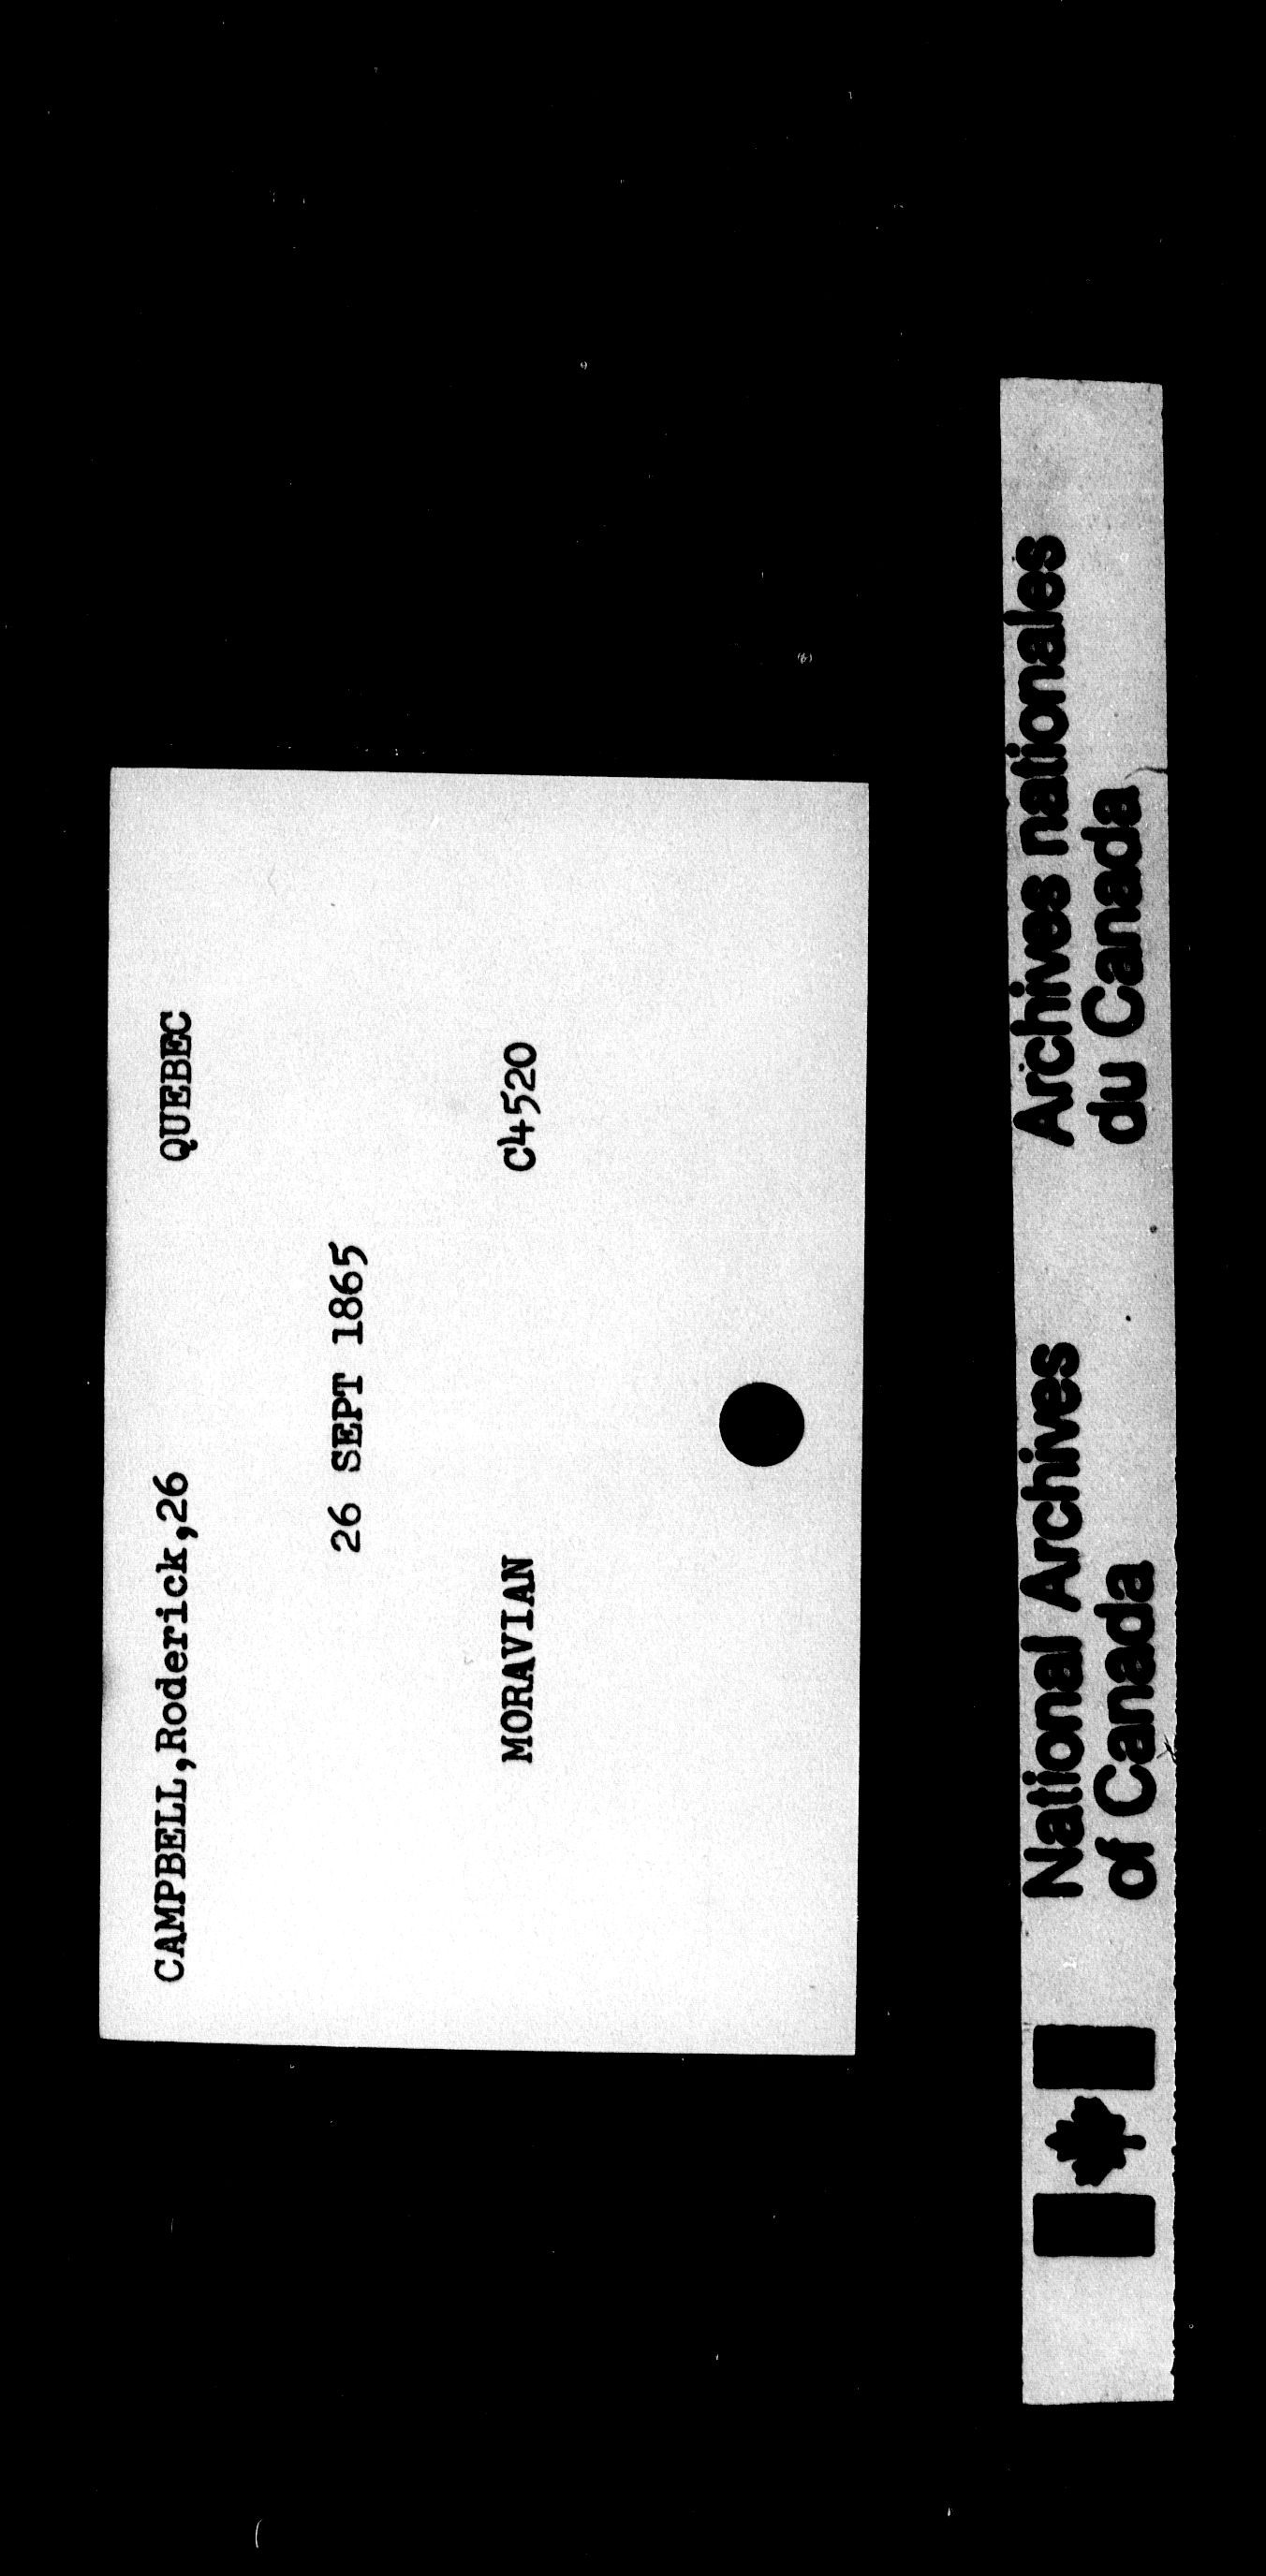 CAMPBELL,Roderick,26 QUEBEC
26 SEPT 1865
MORAVIAN C4520
National Archives
of Canada
Archives nationales
du Canada